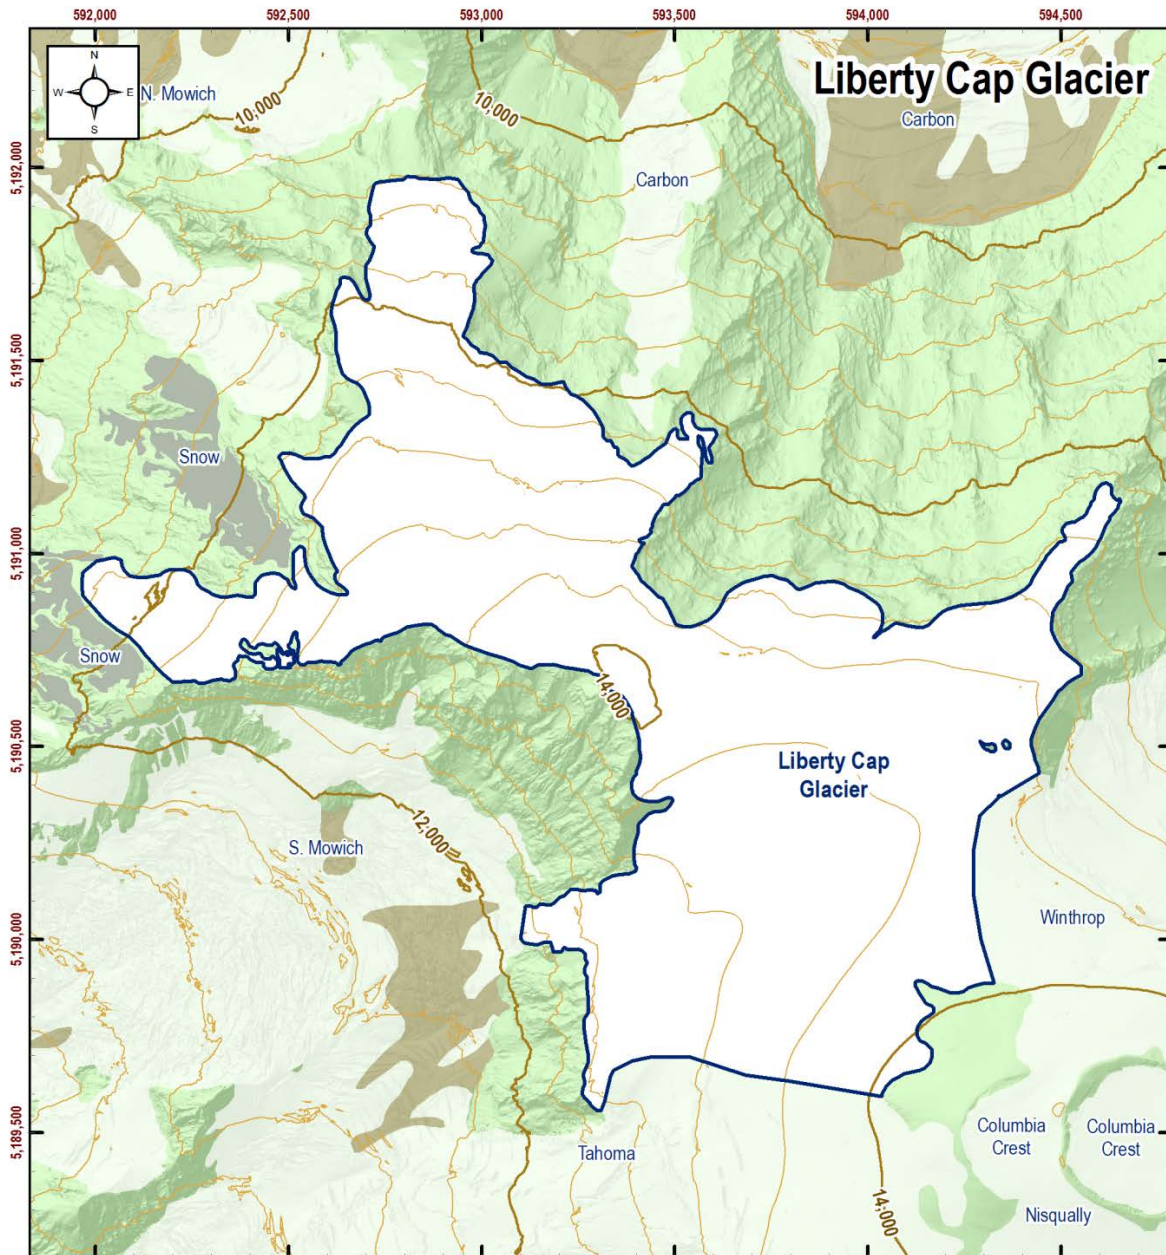 592,000 592,500 593,000 593,500 594,000 594,500
Liberty Cap Glacier
N
W E
S
N. Mowich
10,000
10,000
Carbon
Carbon
5,192,000
5,191,500
Snow
5,191,000
Snow
14,000
5,190,500
Liberty Cap
Glacier
12,000
S. Mowich
Winthrop
5,190,000
5,189,500
Columbia
Crest
Columbia
Crest
Tahoma
14,000
Nisqually